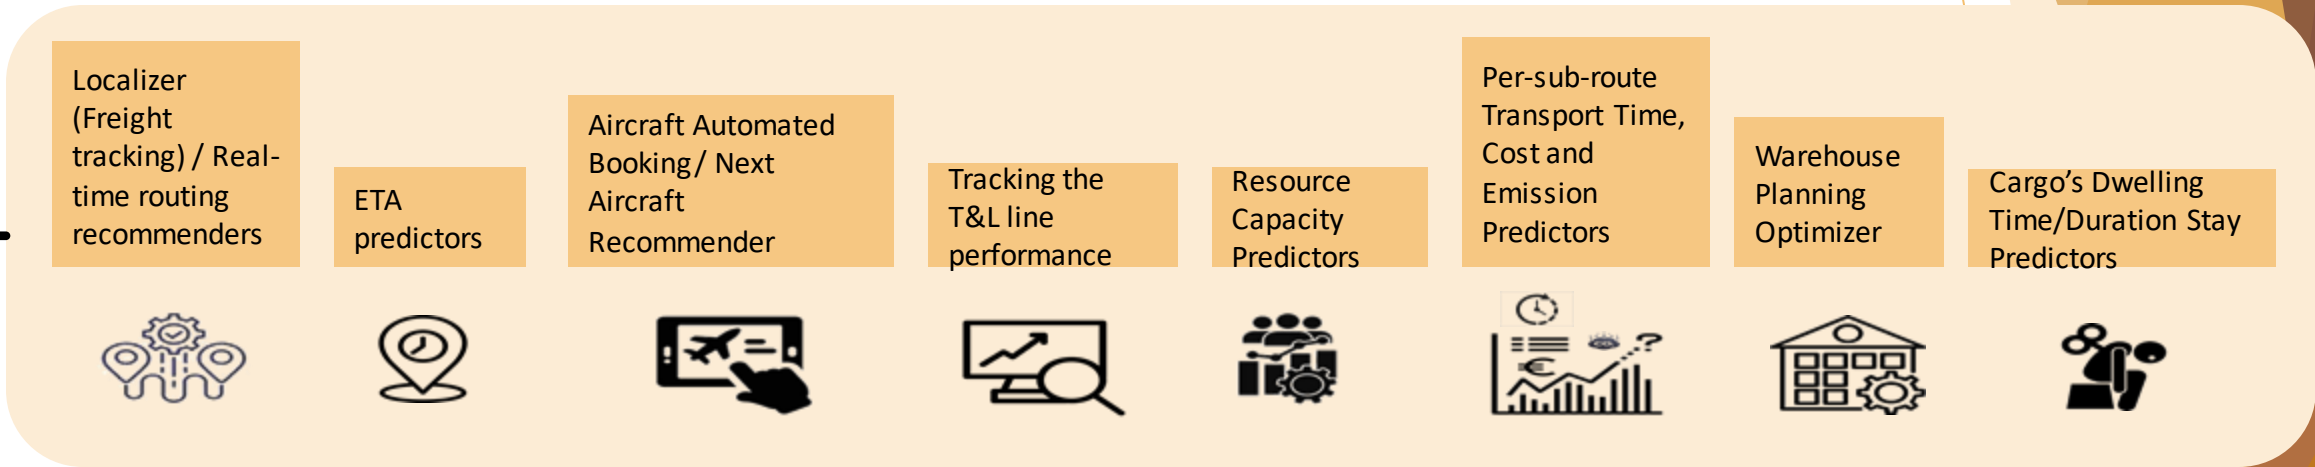 Localizer
(Freight
tracking) / Real-
time routing
recommenders
ETA
predictors
Aircraft Automated
Booking/ Next
Aircraft
Recommender
Tracking the
T&L line
performance
Resource
Capacity
Predictors
Per-sub-route
Transport Time,
Cost and
Emission
Predictors
Warehouse
Planning
Optimizer
Cargo’s Dwelling
Time/Duration Stay
Predictors